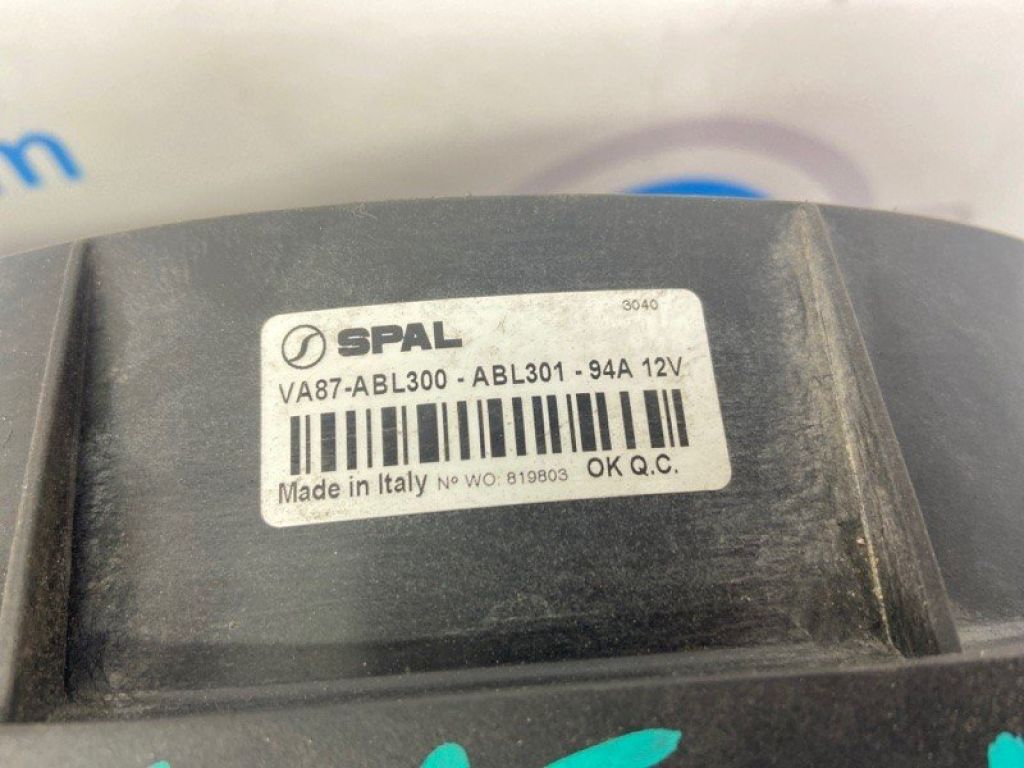 3040
SPAL
VA87-ABL300 - ABL301 - 94A 12V
Made in Italy Nº WO: 819803 OK Q.C.